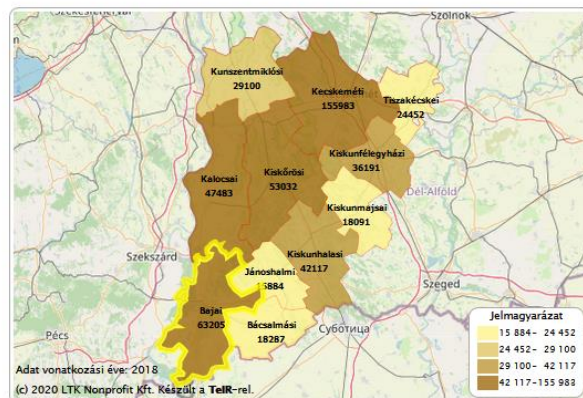 Székesfehérvár
Szolnok
Kunszentmiklósi
29100
Kecskeméti
155983
Tiszakécskei
24452
Kiskunfélegyházi
36191
Kalocsai
47483
Kiskőrösi
53032
Dél-Alföld
Kiskunmajsai
18091
Szekszárd
Kiskunhalasi
42117
Jánoshalmi
15884
Szeged
Bajai
63205
Bácsalmási
18287
Суботица
Pécs
Jelmagyarázat
15 884- 24 452
24 452- 29 100
29 100- 42 117
42 117-155 983
Adat vonatkozási éve: 2018
(c) 2020 LTK Nonprofit Kft. Készült a TeIR-rel.